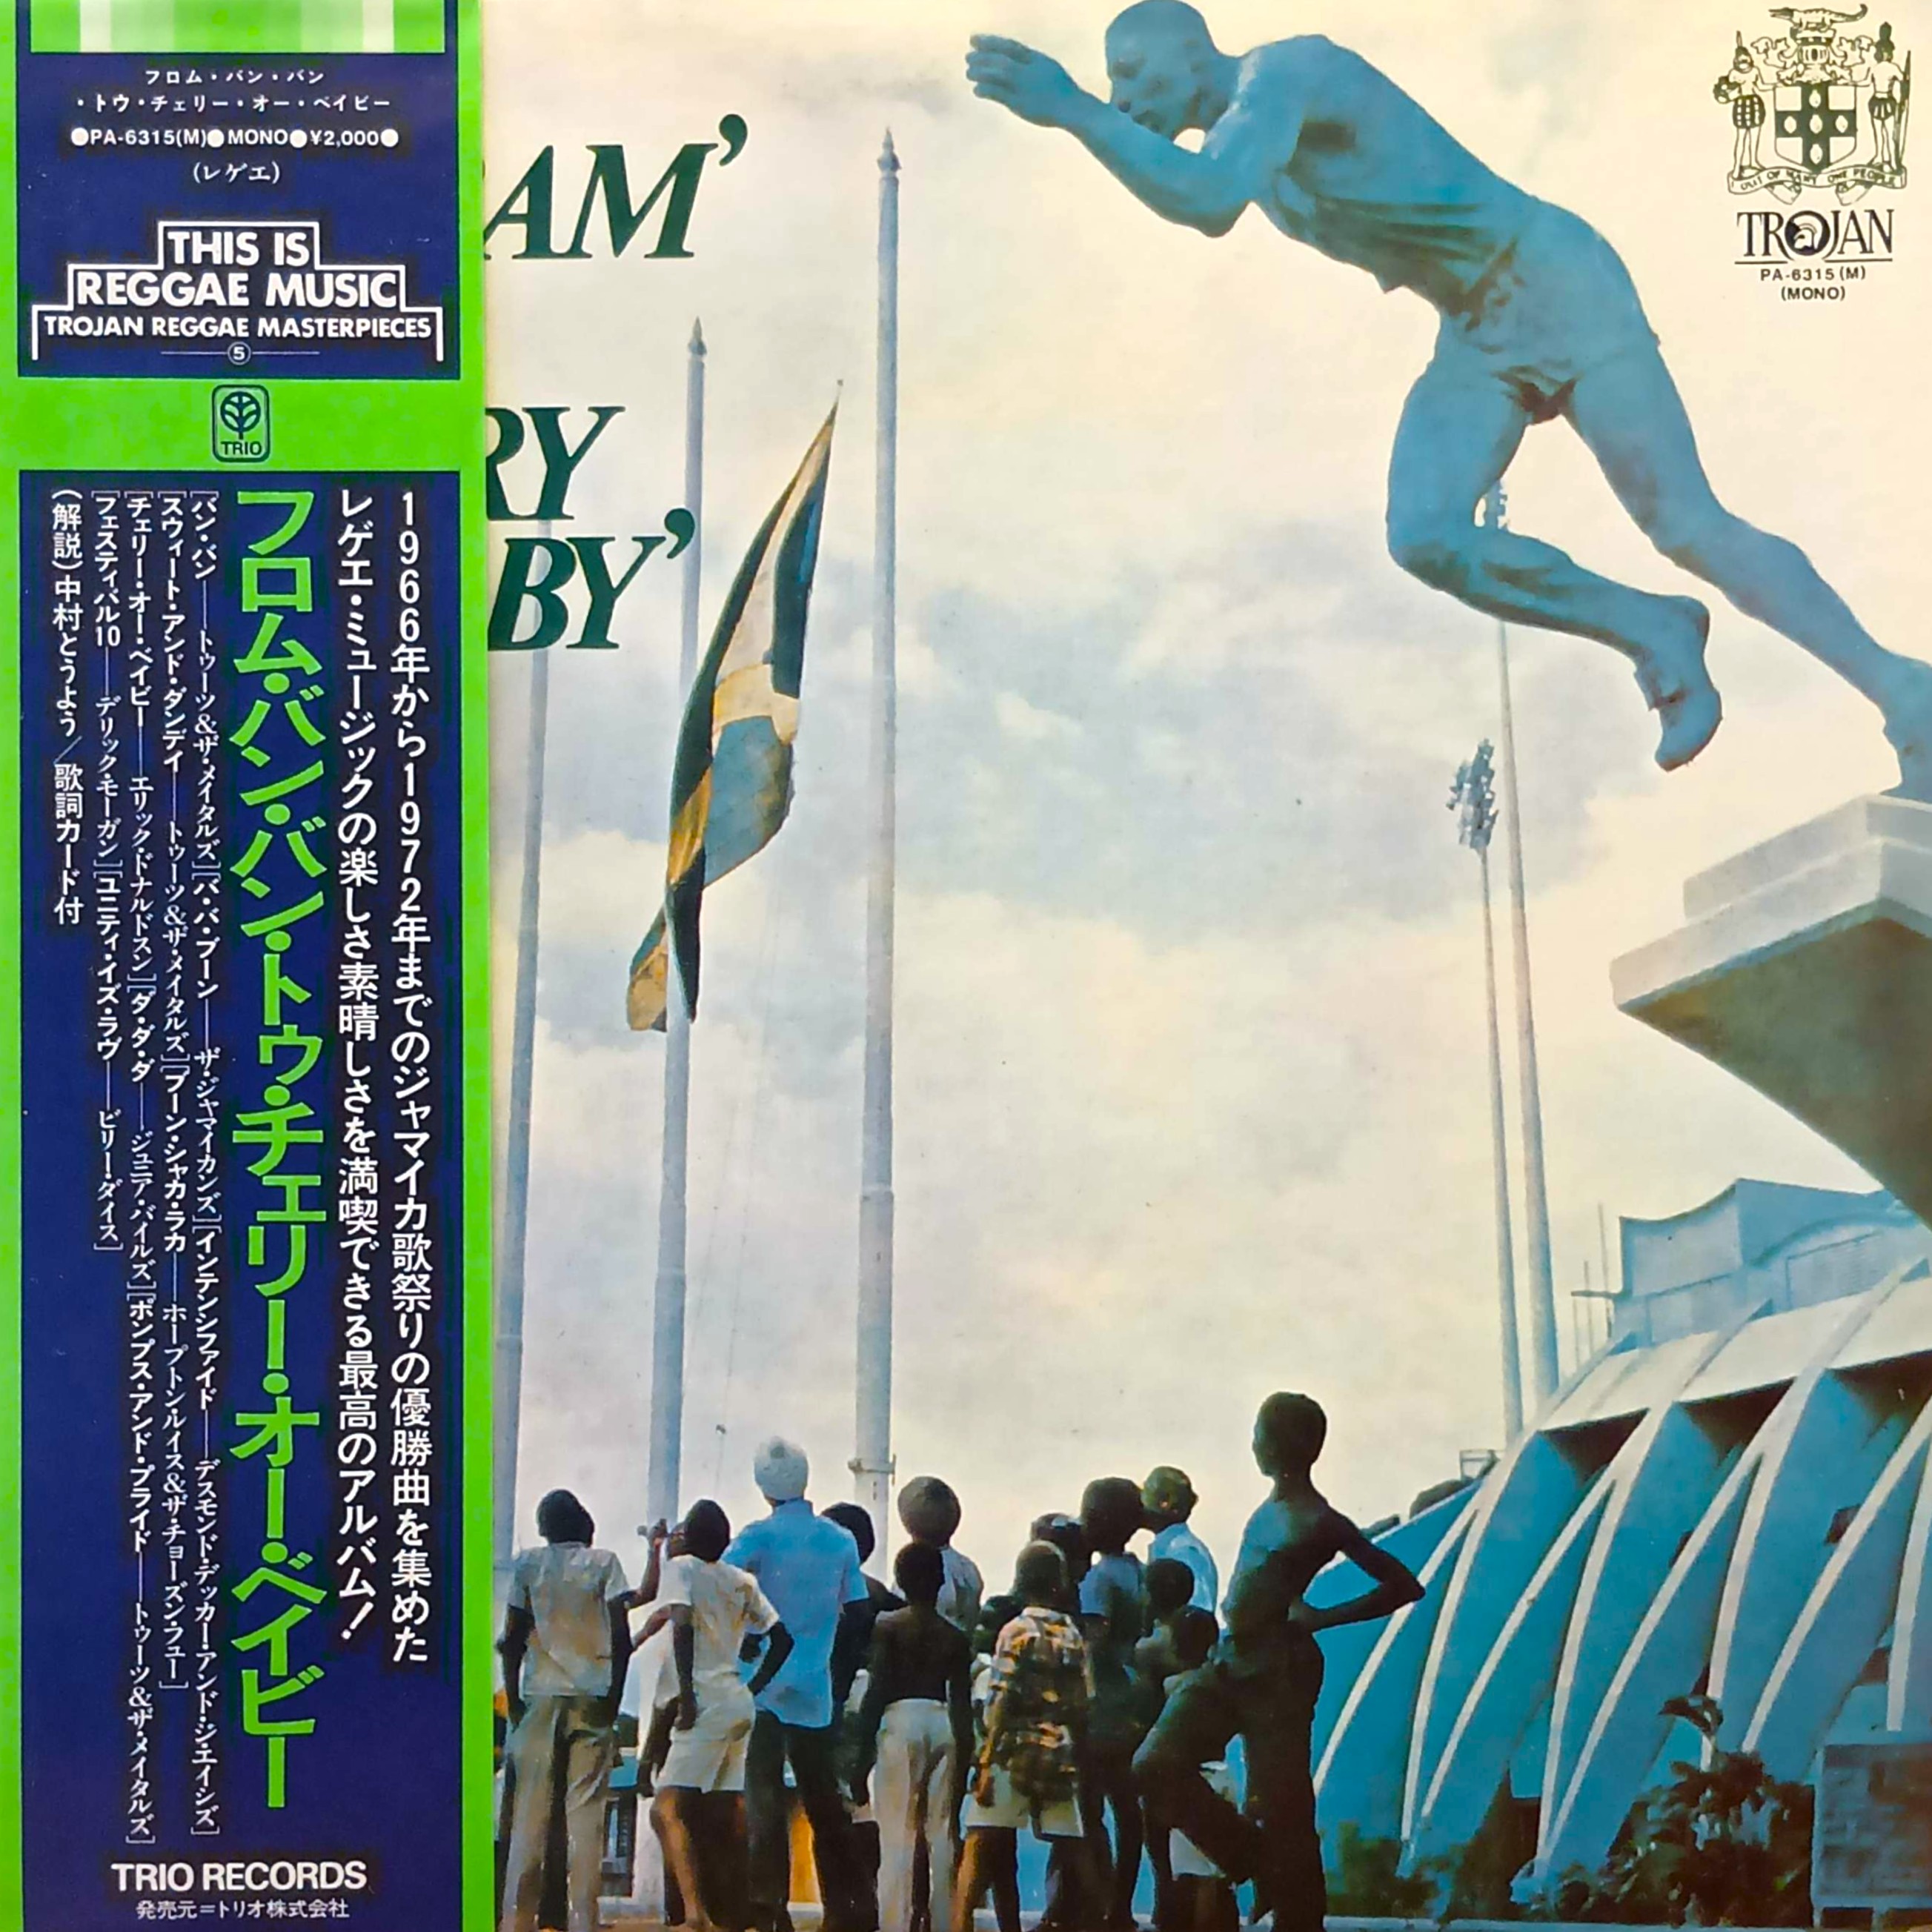 フロム・バン・バン
・トウ・チェリー・オー・ベイビー
●PA-6315(M)●MONO●¥2,000●
(レゲエ)
THIS IS
REGGAE MUSIC
TROJAN REGGAE MASTERPIECES
5
TRIO
1966年から1972年までのジャマイカ歌祭りの優勝曲を集めた
レゲエ・ミュージックの楽しさ素晴しさを満喫できる最高のアルバム!
フロム・バン・バン・トゥ・チェリー・オー・ベイビー
[バン・バン——トゥーツ&ザ・メイタルズ][バ・バ・ブーン——ザ・ジャマイカンズ][インテンシファイド——デスモンド・デッカー・アンド・ジ・エイシズ]
[スウィート・アンド・ダンディ——トゥーツ&ザ・メイタルズ][ブーン・シャカ・ラカ——ホープトン・ルイス&ザ・チョーズン・フュー]
[チェリー・オー・ベイビー——エリック・ドナルドスン][ダ・ダ・ダ——ジュニア・バイルズ][ポンプス・アンド・プライド——トゥーツ&ザ・メイタルズ]
[フェスティバル10——デリック・モーガン][ユニティ・イズ・ラヴ——ビリー・ダイス]
(解説)中村とうよう/歌詞カード付
TRIO RECORDS
発売元=トリオ株式会社
AM’
RY
BY’
OUT OF MANY ONE PEOPLE
TROJAN
PA-6315(M)
(MONO)